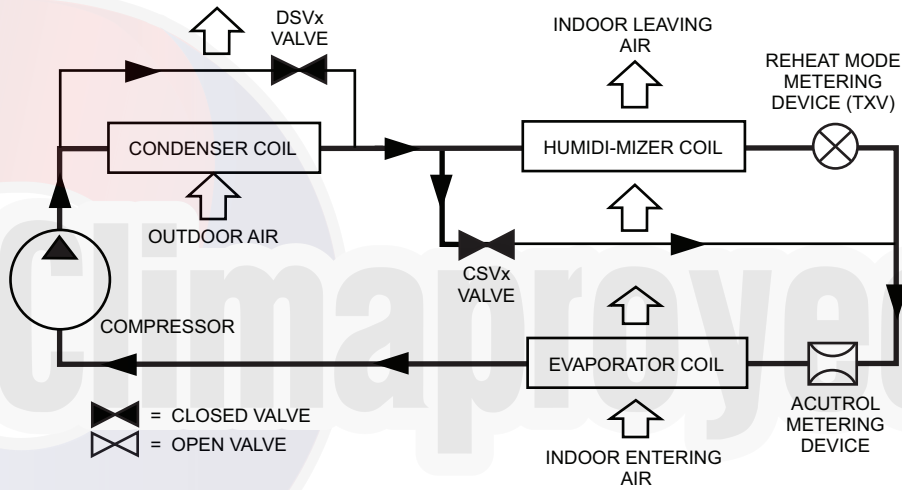 DSVx
VALVE
INDOOR LEAVING
AIR
REHEAT MODE
METERING
DEVICE (TXV)
CONDENSER COIL
HUMIDI-MIZER COIL
OUTDOOR AIR
CSVx
VALVE
COMPRESSOR
EVAPORATOR COIL
ACUTROL
METERING
DEVICE
= CLOSED VALVE
= OPEN VALVE
INDOOR ENTERING
AIR
Climaproyec